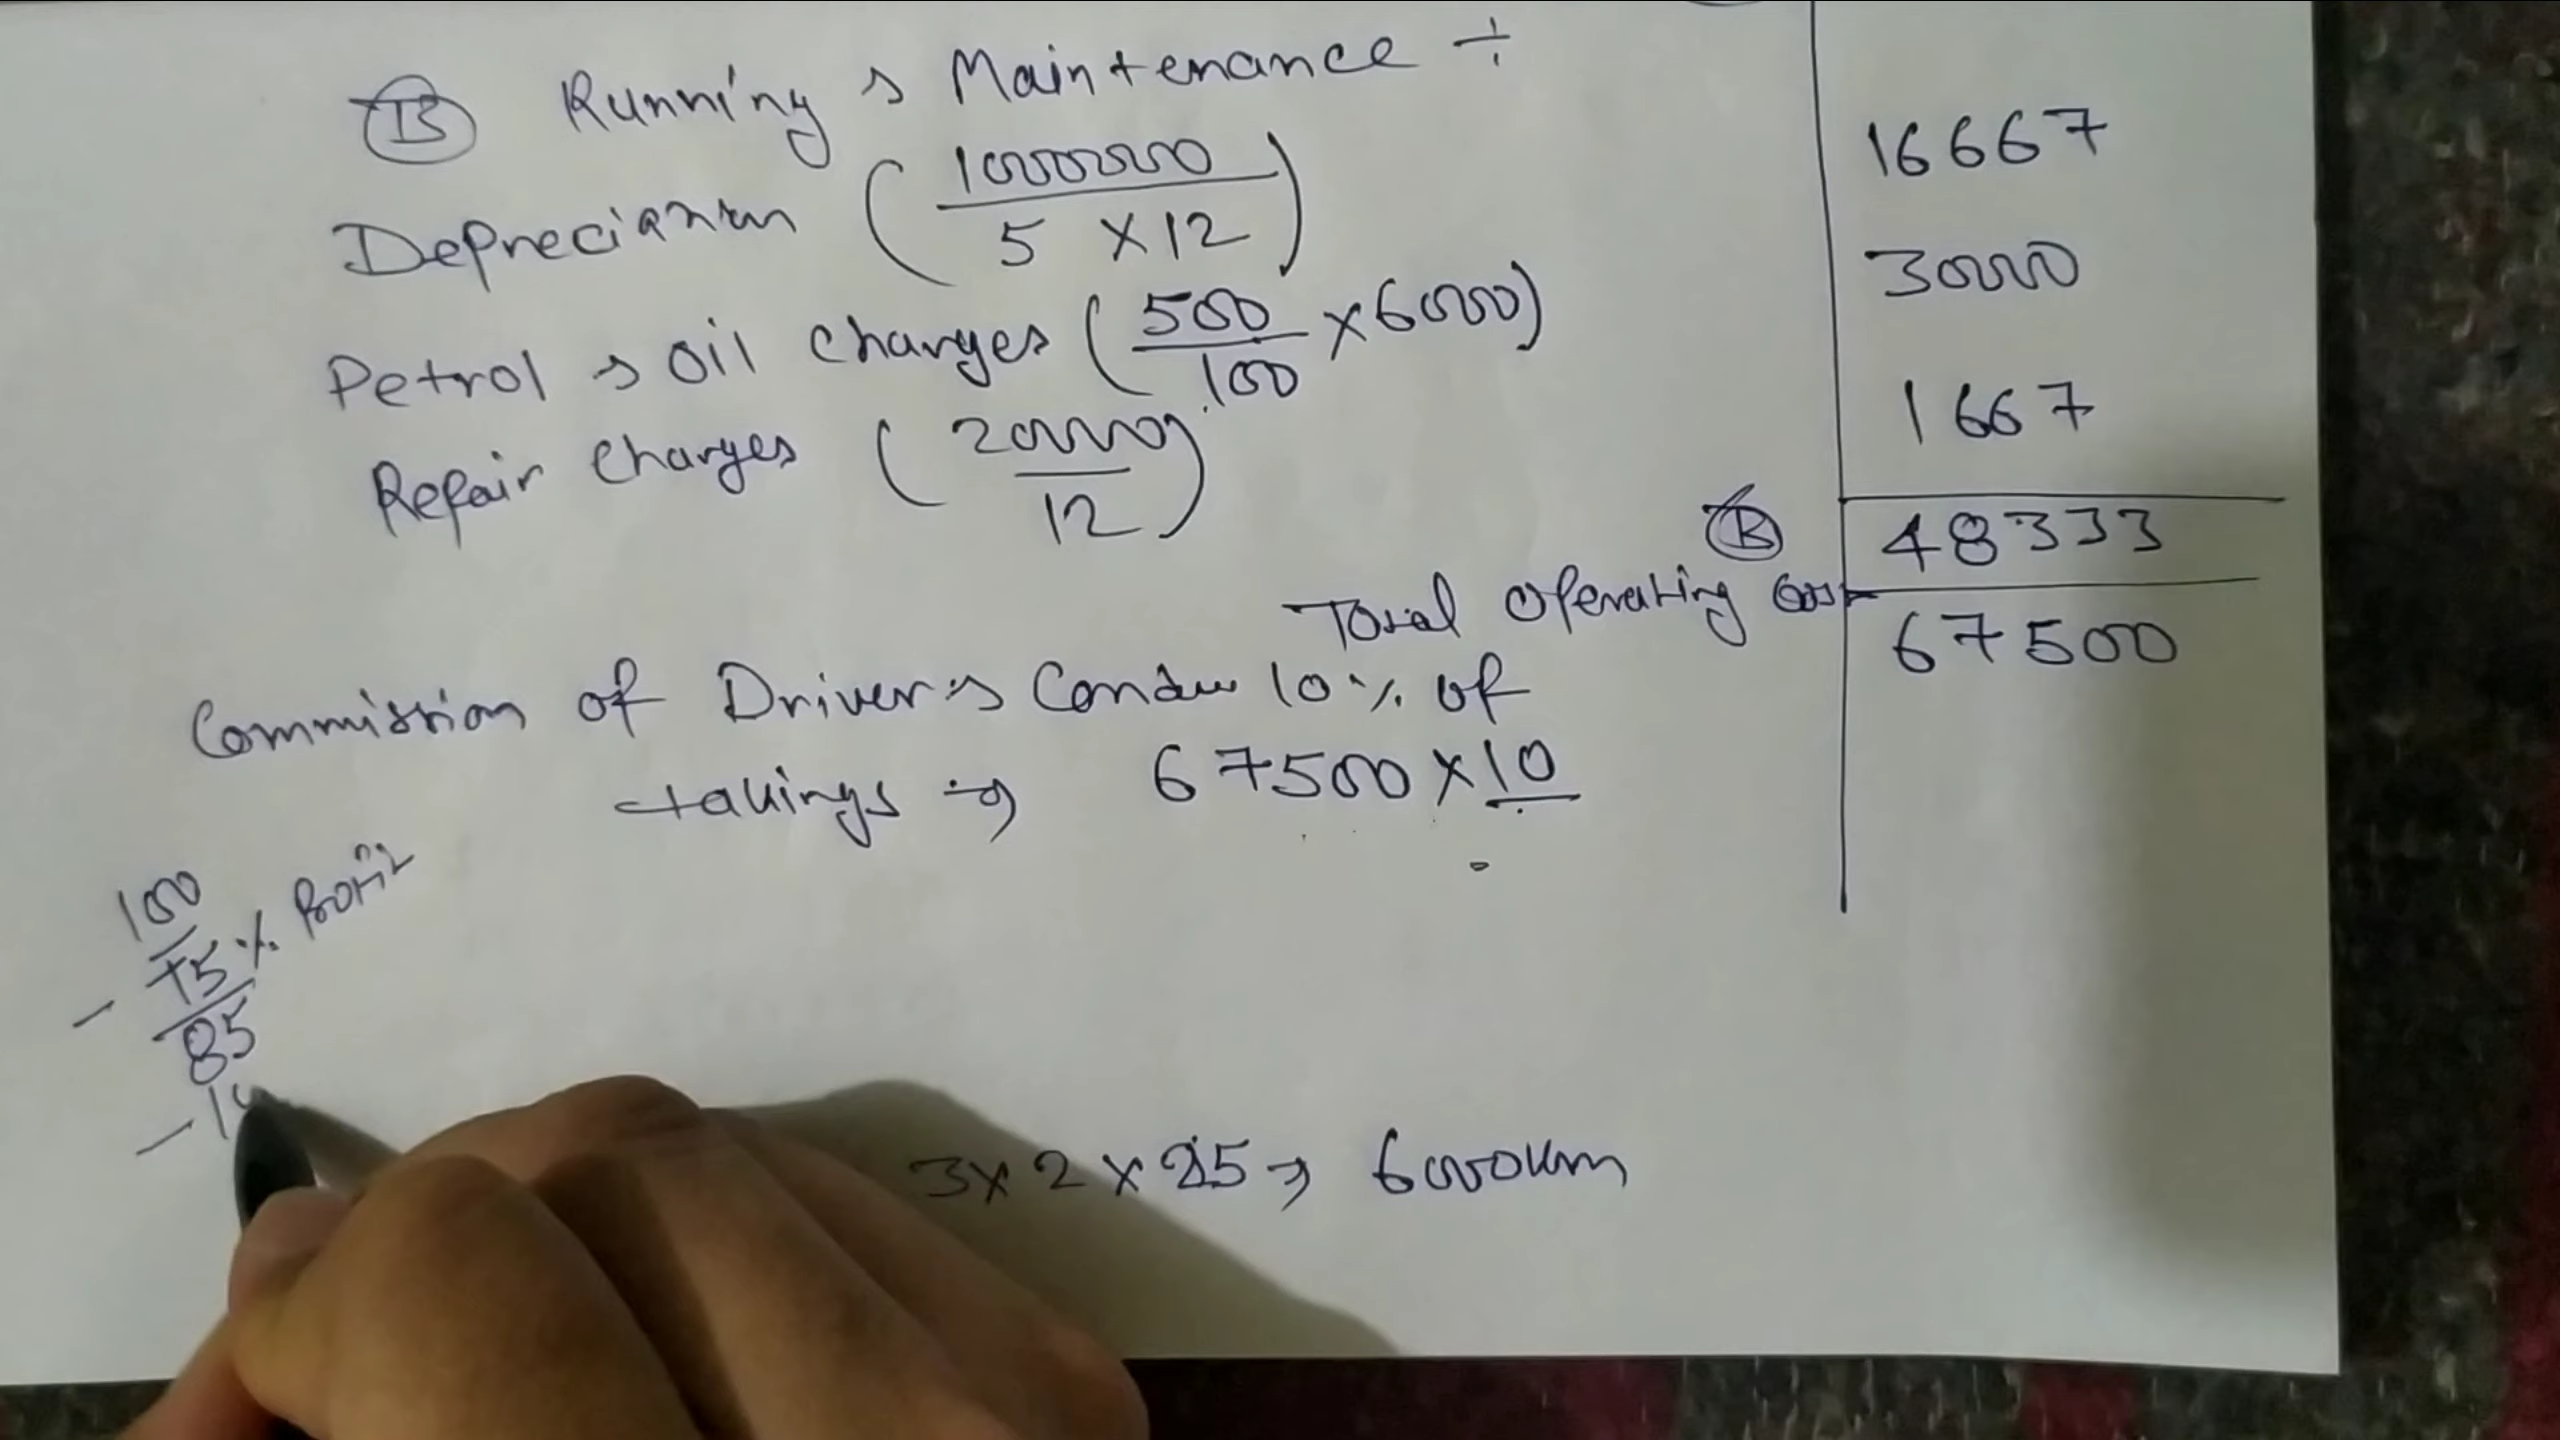 B Running & Maintenance ÷
16667
Depreciation (1000000 / 5 × 12)
30000
Petrol & oil charges (500 / 100 × 6000)
1667
Repair charges (20000 / 12)
B 48333
Total operating Cost 67500
Commission of Driver & Condu 10% of
takings ⇒ 67500 × 10
100
15% Profit
85
3 × 2 × 25 ⇒ 6000km